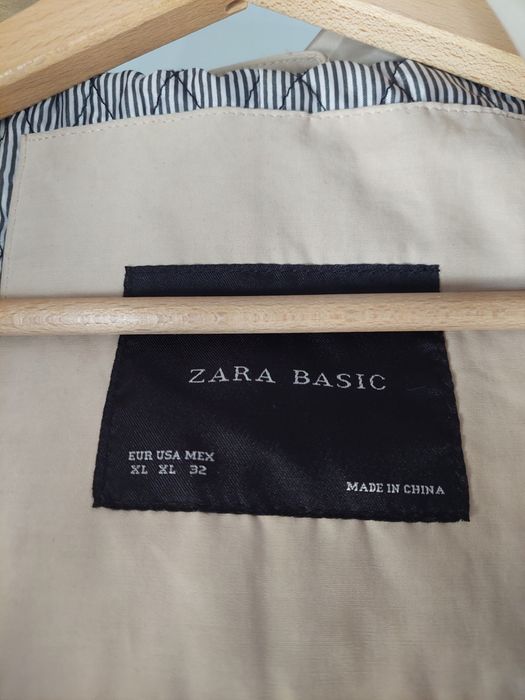 ZARA BASIC
EUR USA MEX
XL XL 32
MADE IN CHINA